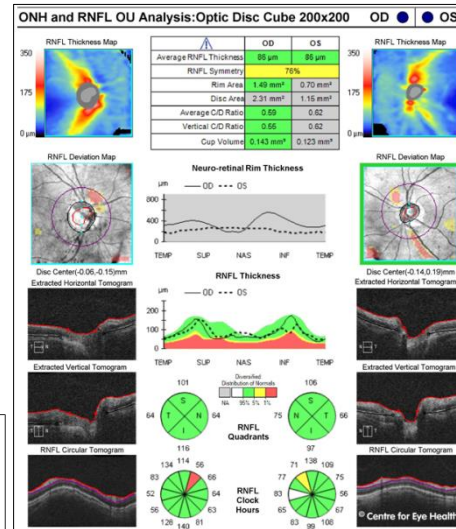 ONH and RNFL OU Analysis:Optic Disc Cube 200x200 OD OS
RNFL Thickness Map
350
175
0 µm
OD OS
Average RNFL Thickness 86 µm 86 µm
RNFL Symmetry 76%
Rim Area 1.49 mm² 0.70 mm²
Disc Area 2.31 mm² 1.15 mm²
Average C/D Ratio 0.59 0.62
Vertical C/D Ratio 0.55 0.62
Cup Volume 0.143 mm³ 0.123 mm³
RNFL Thickness Map
350
175
0 µm
RNFL Deviation Map
Neuro-retinal Rim Thickness
RNFL Deviation Map
µm
OD OS
800
400
0
TEMP SUP NAS INF TEMP
Disc Center(-0.06,-0.15)mm
Disc Center(-0.14,0.19)mm
Extracted Horizontal Tomogram
RNFL Thickness
Extracted Horizontal Tomogram
µm
OD OS
200
100
0
TEMP SUP NAS INF TEMP
Extracted Vertical Tomogram
Diversified
Distribution of Normals
NA 95% 5% 1%
Extracted Vertical Tomogram
101
64 S T N I 64
116
RNFL
Quadrants
106
75 S N T I 66
97
RNFL Circular Tomogram
RNFL
Clock
Hours
RNFL Circular Tomogram
134 114 56
83 66
52 64
56 63
128 140 81
71 138 109
77 75
83 99 108
© Centre for Eye Health